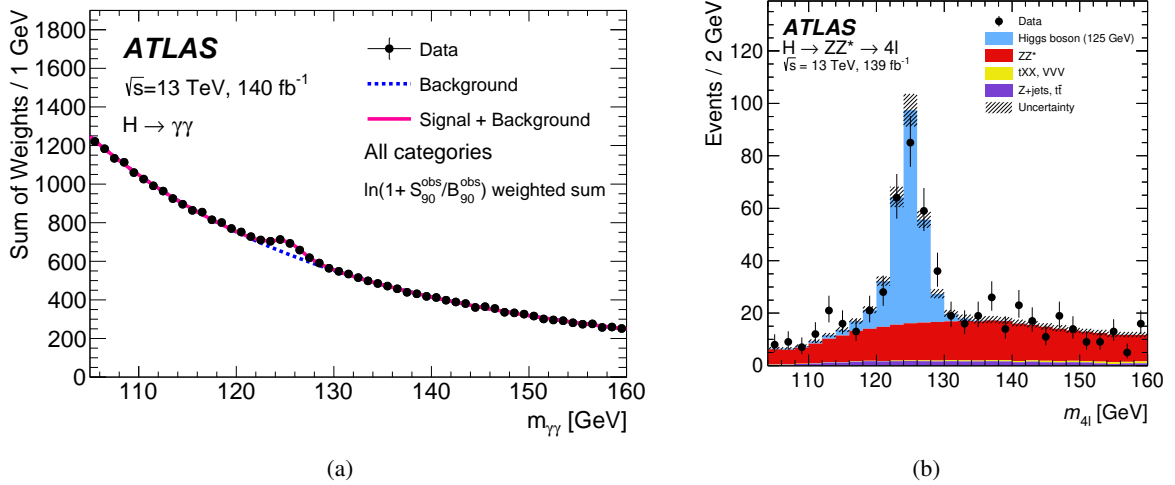 ATLAS
√s=13 TeV, 140 fb⁻¹
H → γγ
Data
Background
Signal + Background
All categories
ln(1+ S₉₀ᵒᵇˢ/B₉₀ᵒᵇˢ) weighted sum
Sum of Weights / 1 GeV
1800
1600
1400
1200
1000
800
600
400
200
0
110 120 130 140 150 160
m_γγ [GeV]
(a)
ATLAS
H → ZZ* → 4l
√s = 13 TeV, 139 fb⁻¹
Data
Higgs boson (125 GeV)
ZZ*
tXX, VVV
Z+jets, tt̄
Uncertainty
Events / 2 GeV
120
100
80
60
40
20
0
110 120 130 140 150 160
m₄ₗ [GeV]
(b)